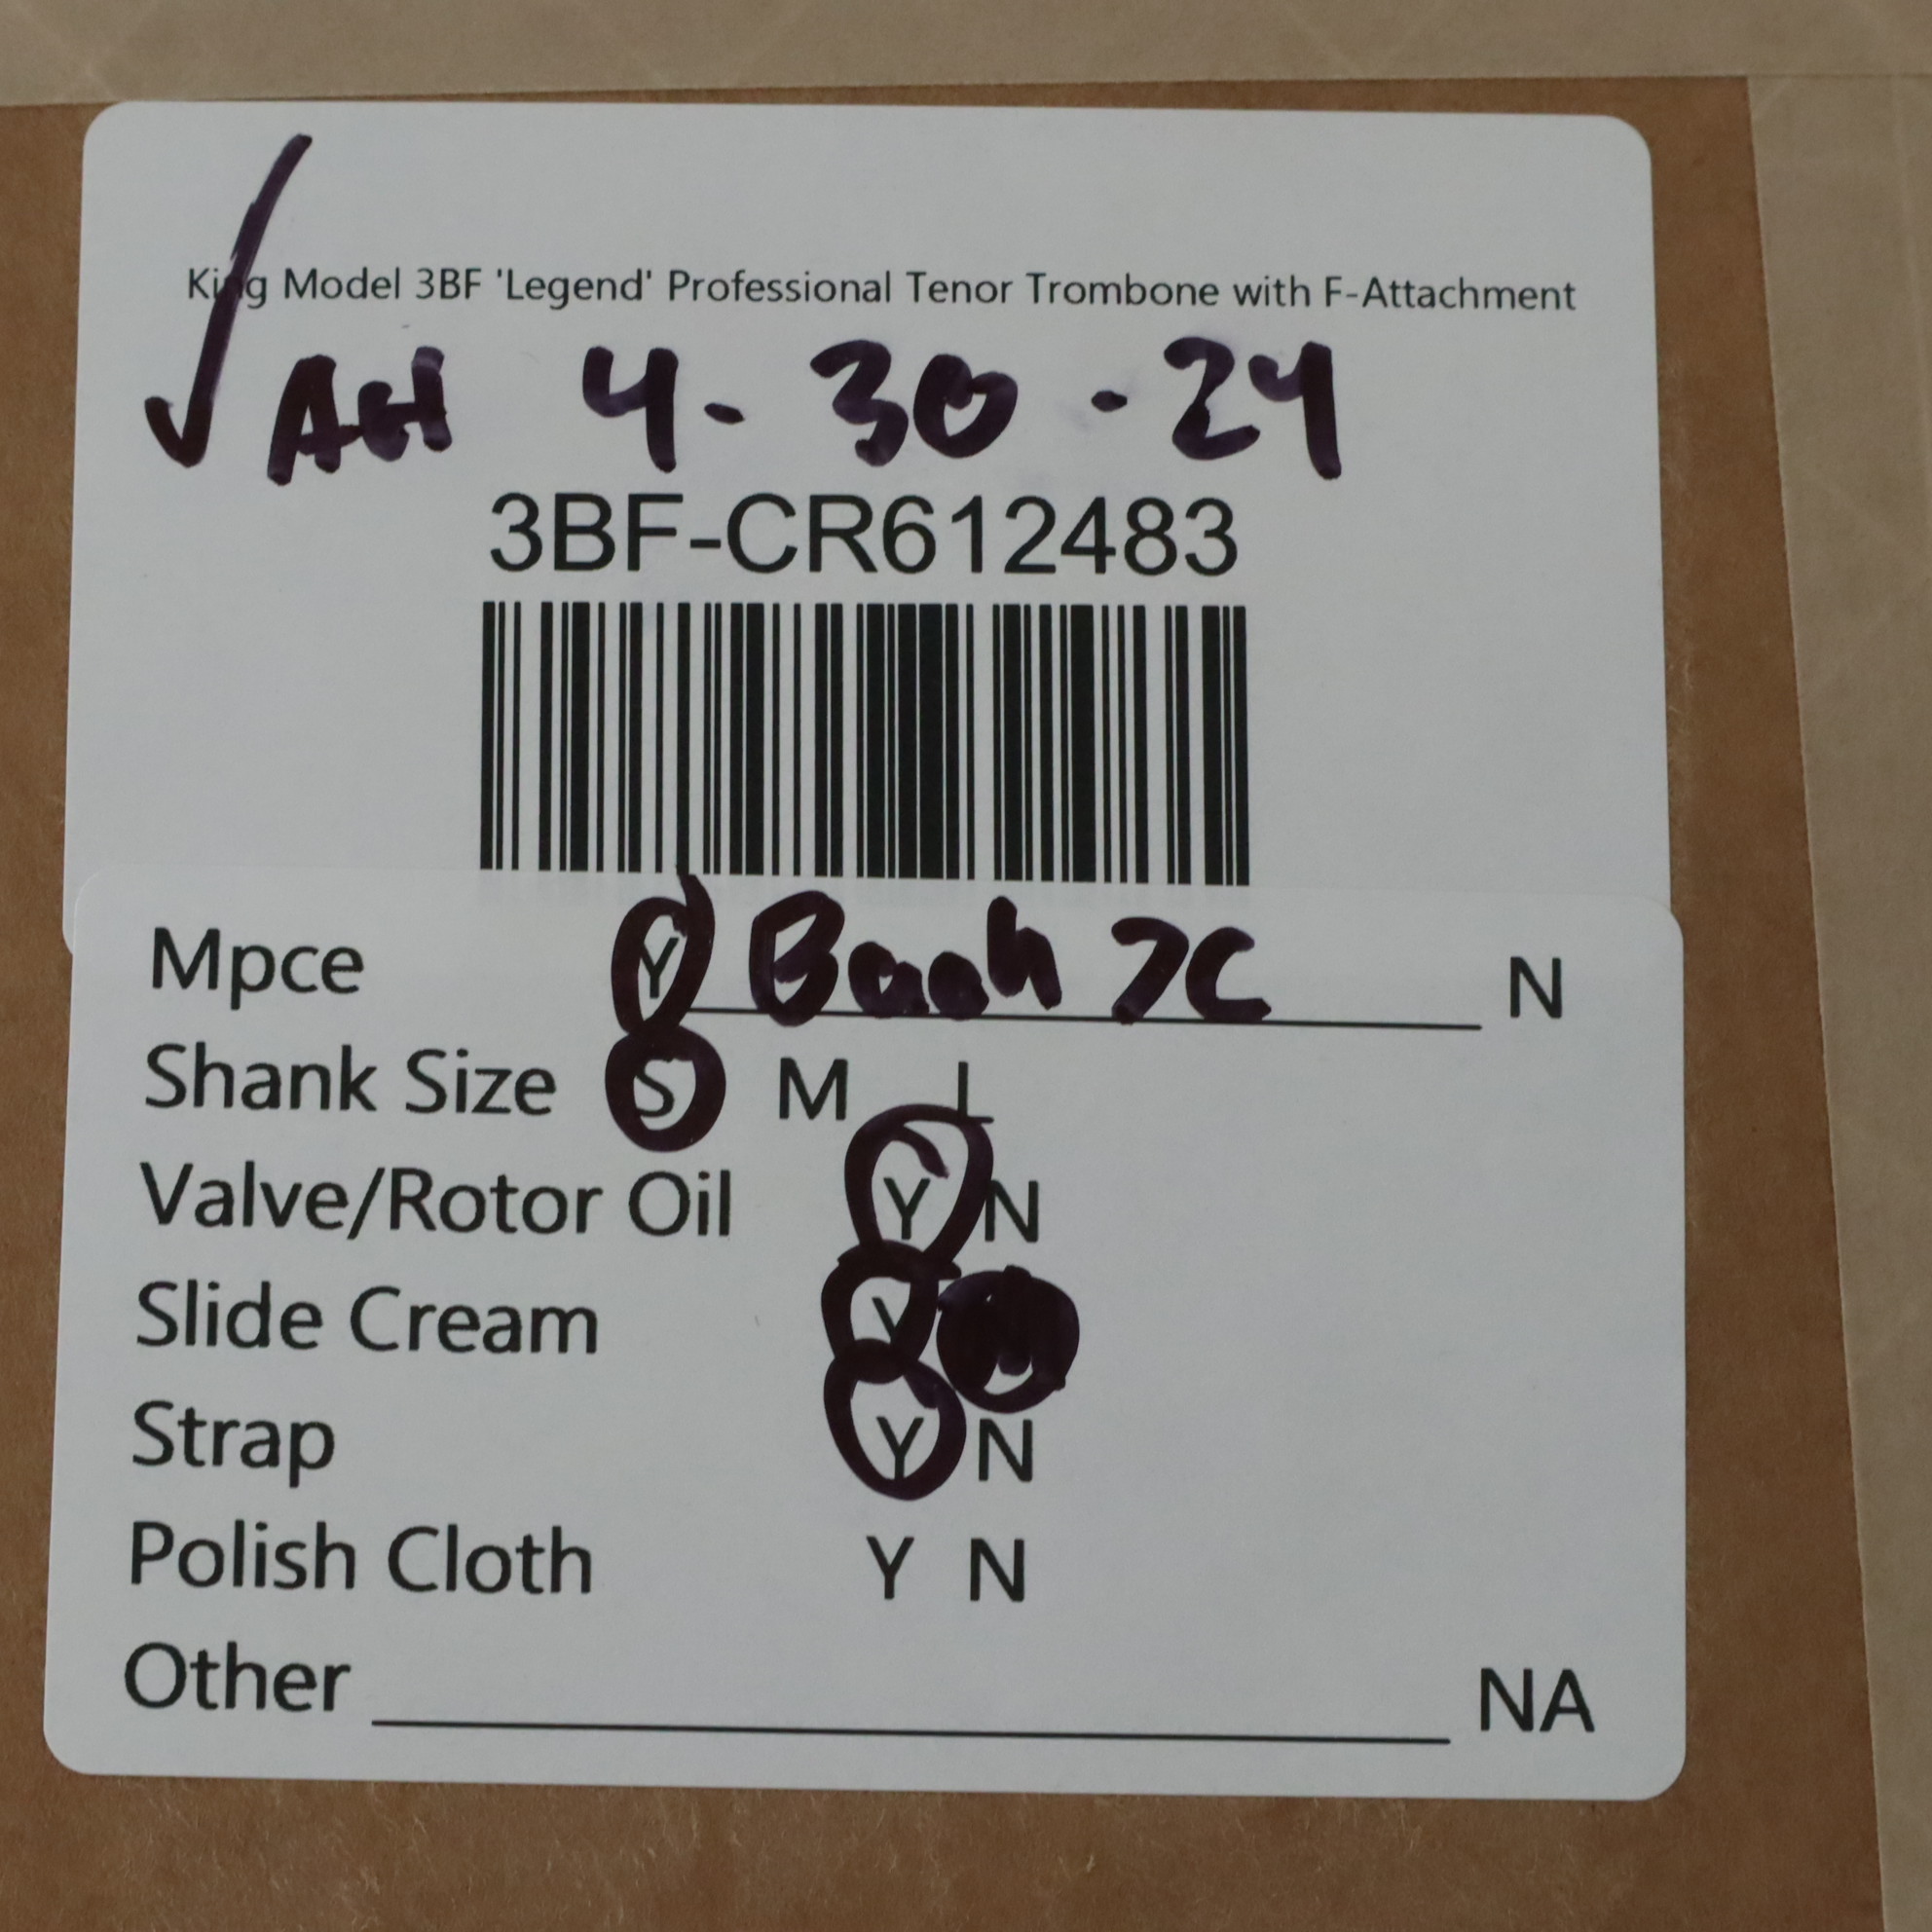 King Model 3BF 'Legend' Professional Tenor Trombone with F-Attachment
✓ AH 4-30-24
3BF-CR612483
Mpce Y Bach 7C N
Shank Size S M L
Valve/Rotor Oil Y N
Slide Cream Y N
Strap Y N
Polish Cloth Y N
Other NA